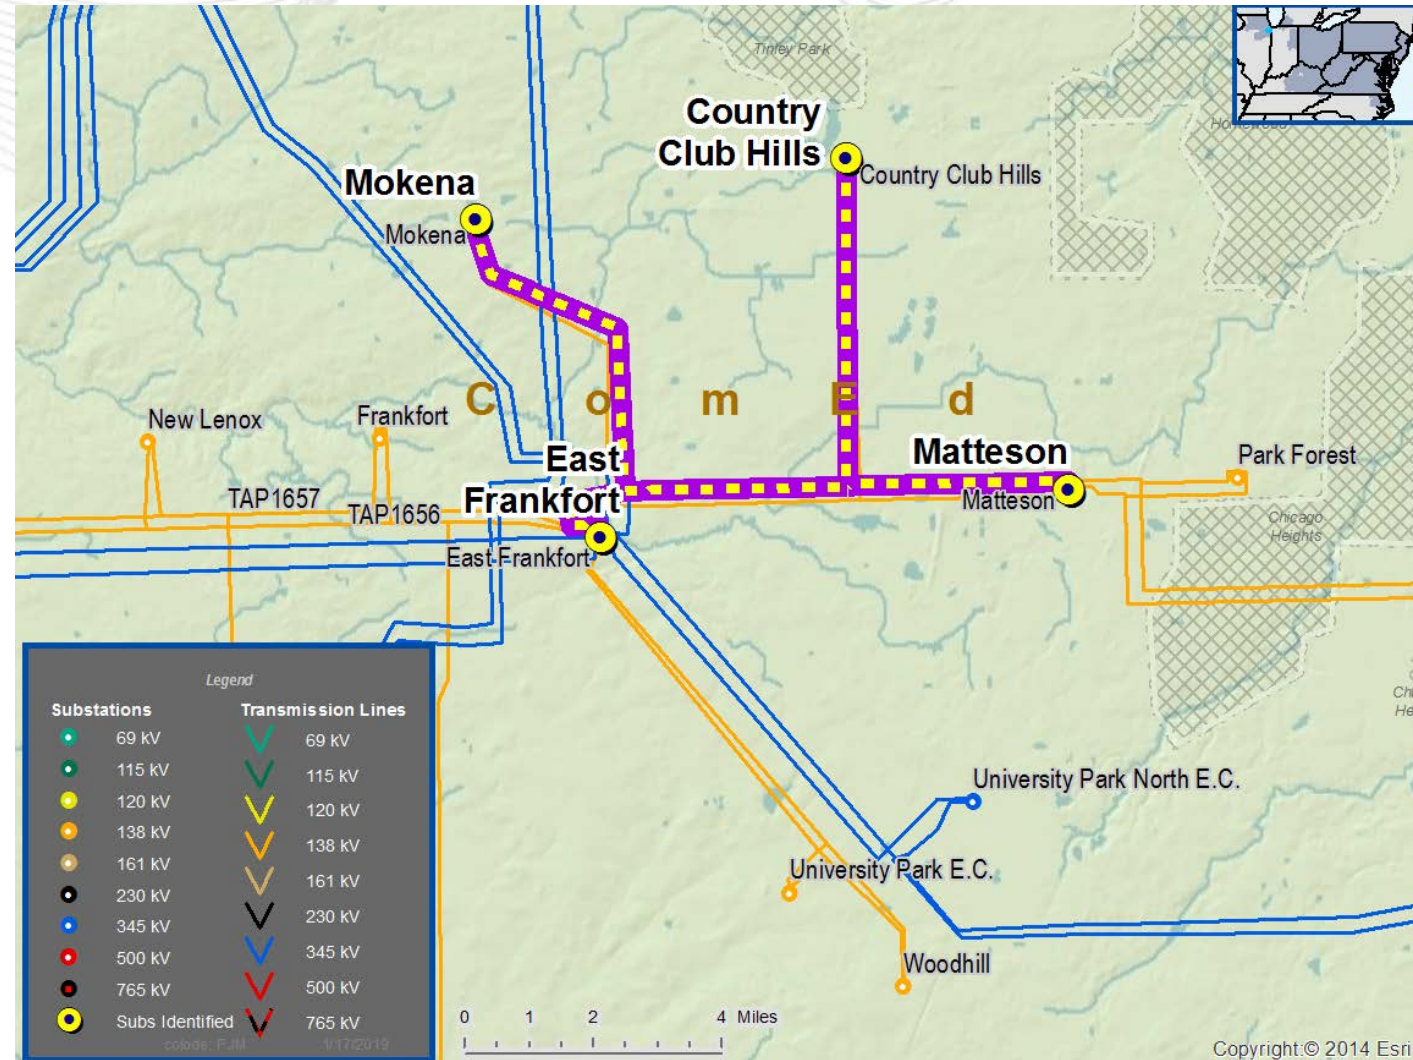 Tinley Park
Homewood
Country
Club Hills
Country Club Hills
Mokena
Mokena
C o m E d
New Lenox
Frankfort
East
Frankfort
East Frankfort
TAP1657
TAP1656
Matteson
Matteson
Park Forest
Chicago
Heights
University Park North E.C.
University Park E.C.
Woodhill
Legend
Substations
69 kV
115 kV
120 kV
138 kV
161 kV
230 kV
345 kV
500 kV
765 kV
Subs Identified
Transmission Lines
69 kV
115 kV
120 kV
138 kV
161 kV
230 kV
345 kV
500 kV
765 kV
1/17/2019
0 1 2 4 Miles
Copyright:© 2014 Esri